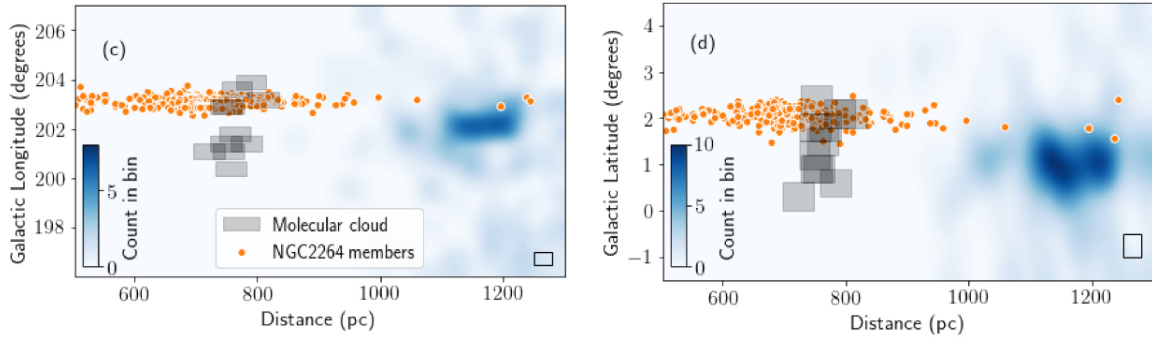 (c)
Galactic Longitude (degrees)
206
204
202
200
198
5
0
Count in bin
Molecular cloud
NGC2264 members
600
800
1000
1200
Distance (pc)
(d)
Galactic Latitude (degrees)
4
3
2
1
0
−1
10
5
0
Count in bin
600
800
1000
1200
Distance (pc)